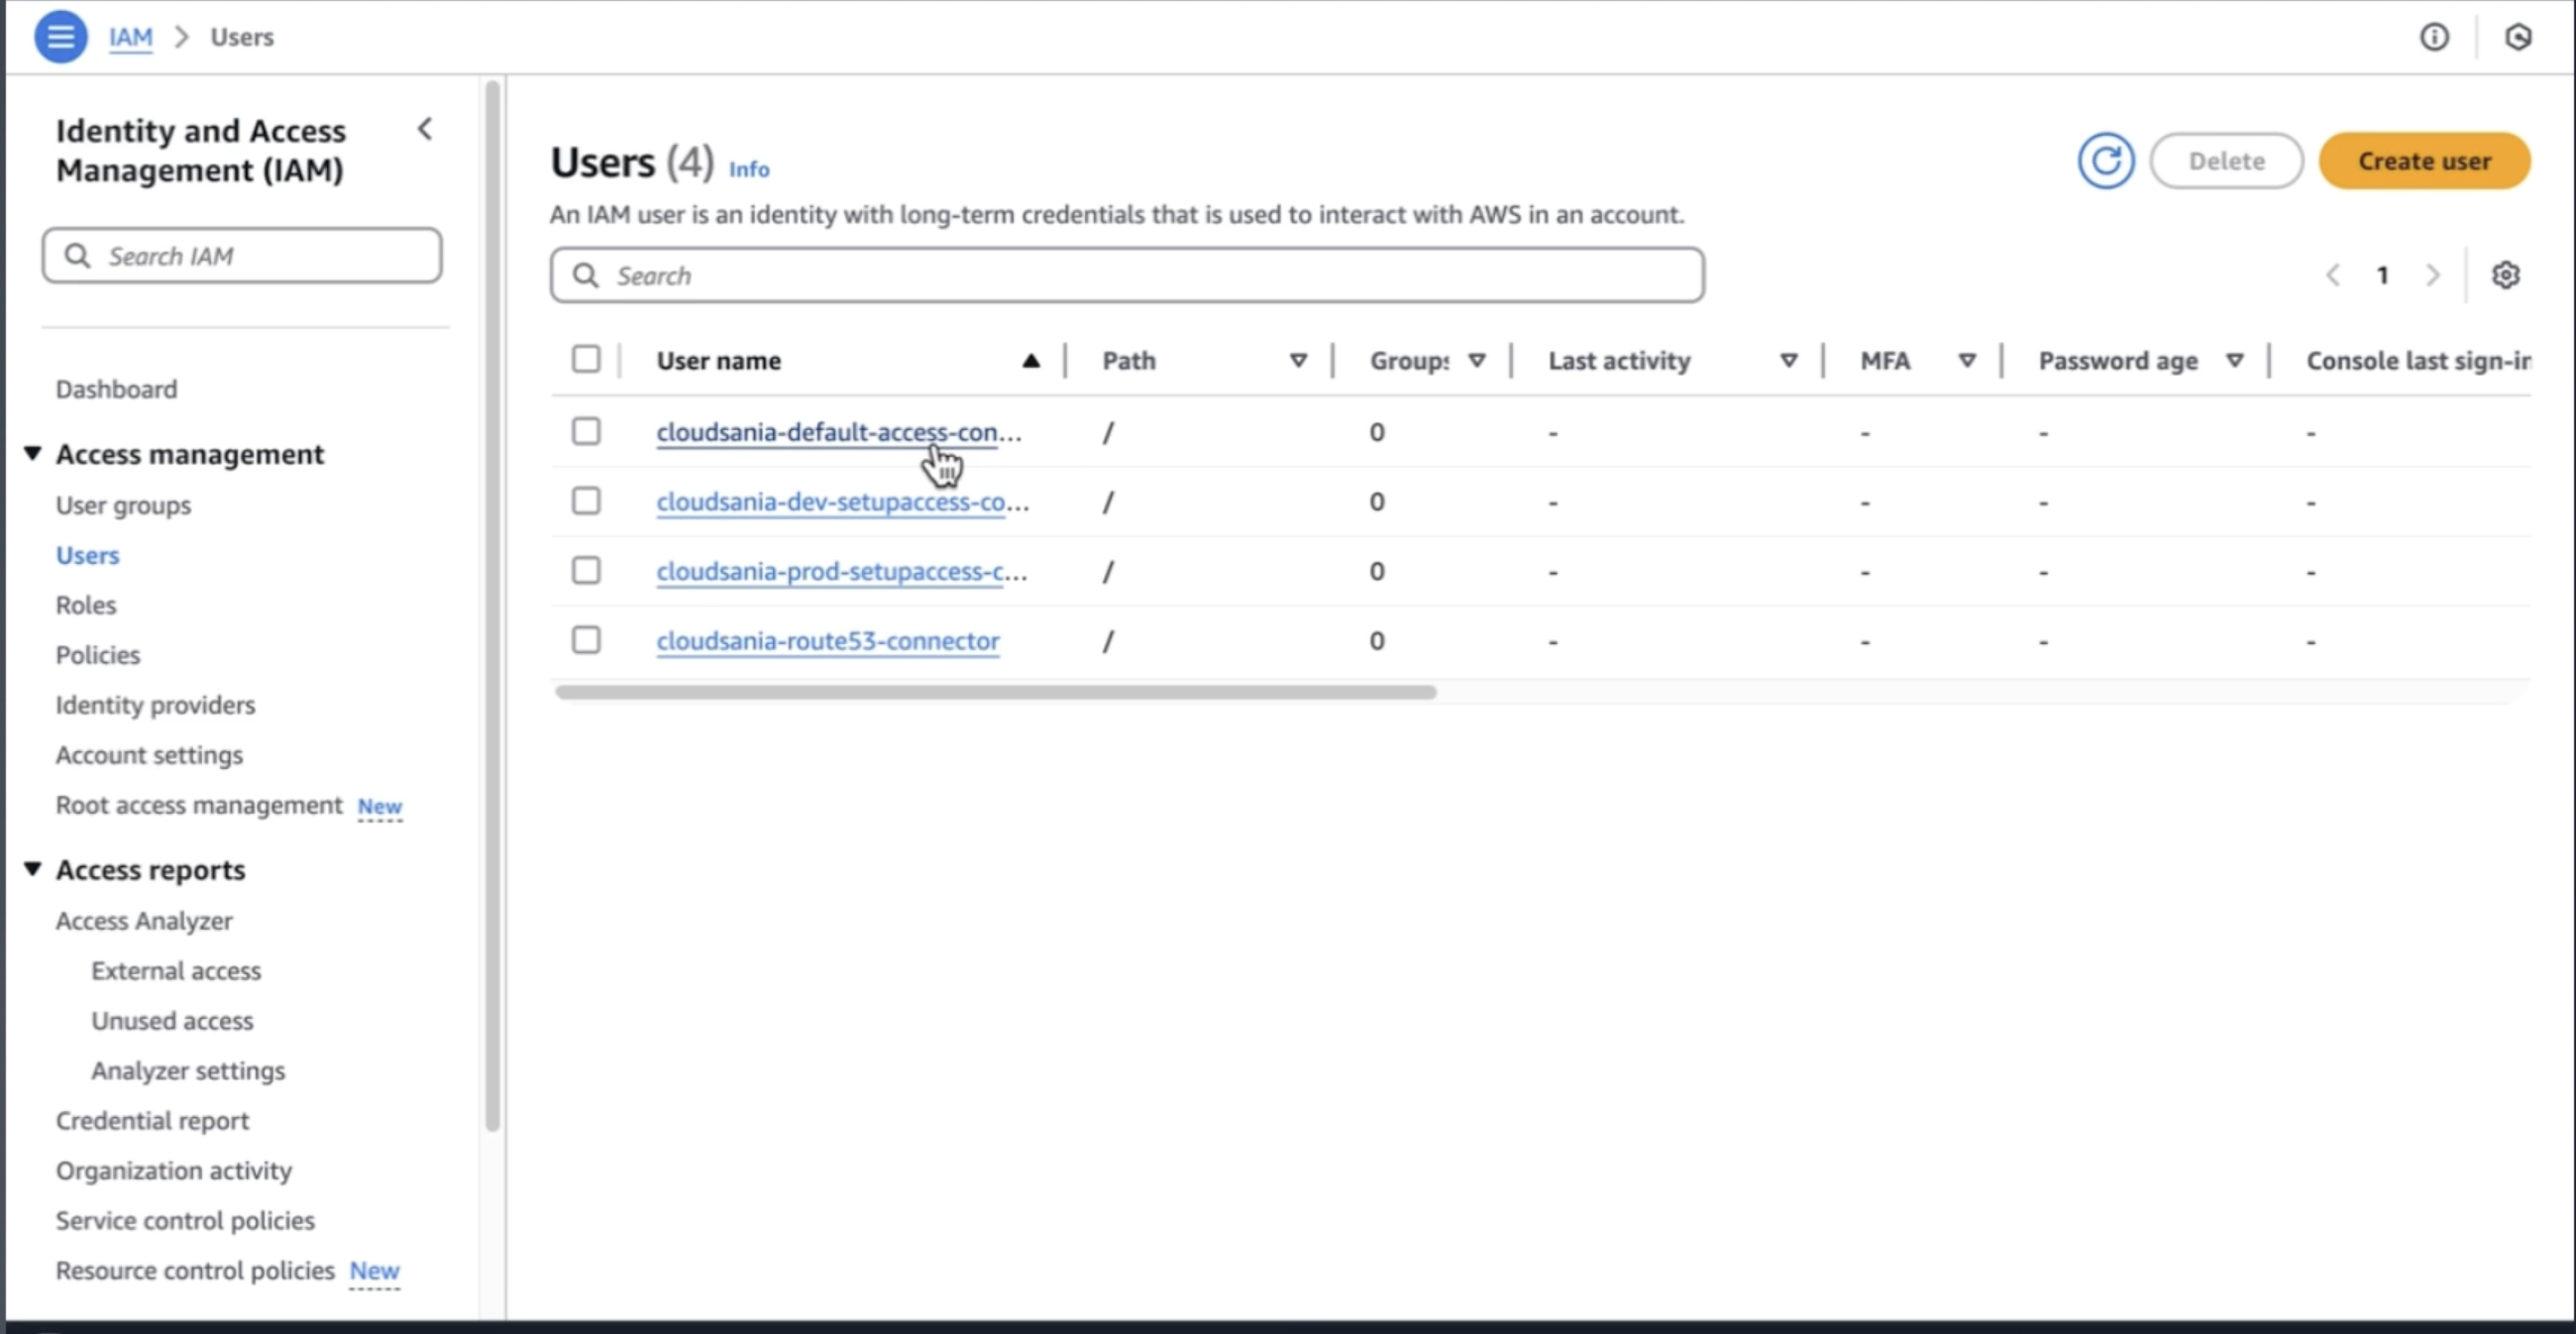 IAM > Users
Identity and Access
Management (IAM)
Search IAM
Dashboard
Access management
User groups
Users
Roles
Policies
Identity providers
Account settings
Root access management New
Access reports
Access Analyzer
External access
Unused access
Analyzer settings
Credential report
Organization activity
Service control policies
Resource control policies New
Users (4) Info
Delete
Create user
An IAM user is an identity with long-term credentials that is used to interact with AWS in an account.
Search
1
User name Path Groups Last activity MFA Password age Console last sign-in
cloudsania-default-access-con... / 0 - - - -
cloudsania-dev-setupaccess-co... / 0 - - - -
cloudsania-prod-setupaccess-c... / 0 - - - -
cloudsania-route53-connector / 0 - - - -